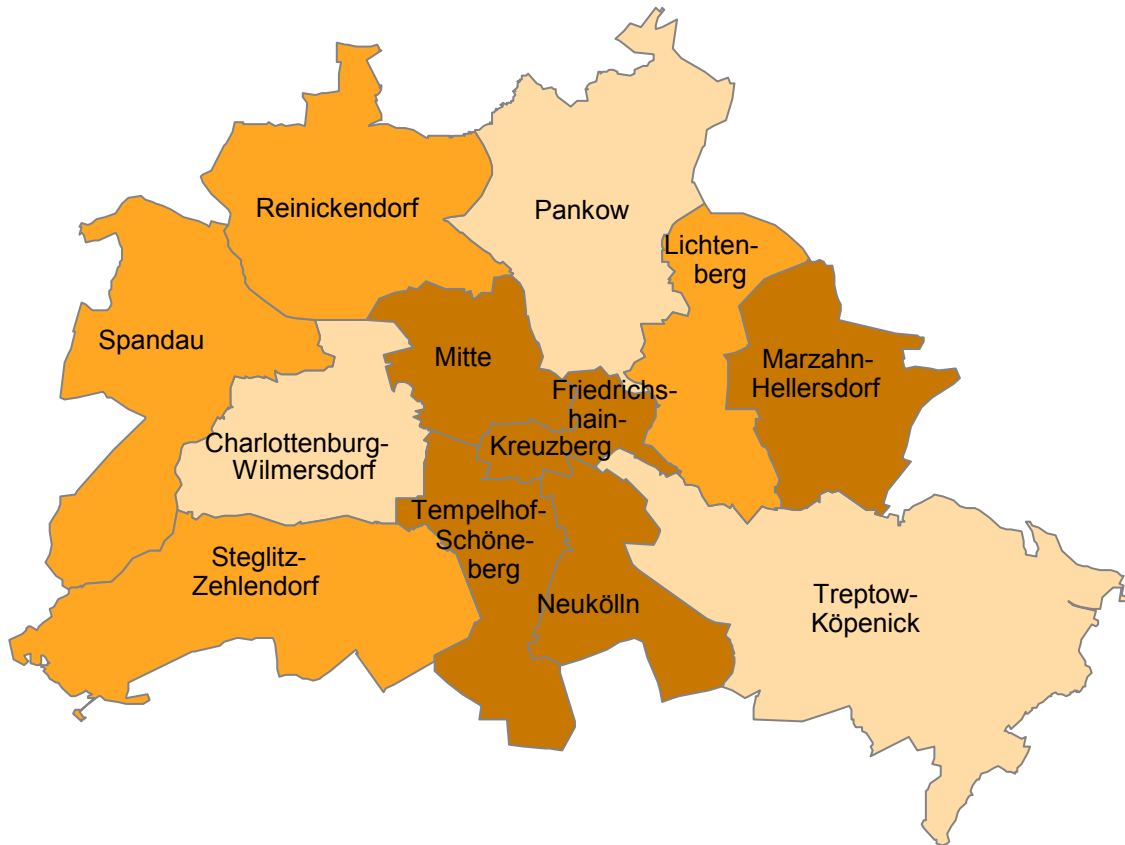 Reinickendorf
Pankow
Lichten-
berg
Spandau
Mitte
Marzahn-
Hellersdorf
Friedrichs-
hain-
Kreuzberg
Charlottenburg-
Wilmersdorf
Tempelhof-
Schöne-
berg
Steglitz-
Zehlendorf
Neukölln
Treptow-
Köpenick